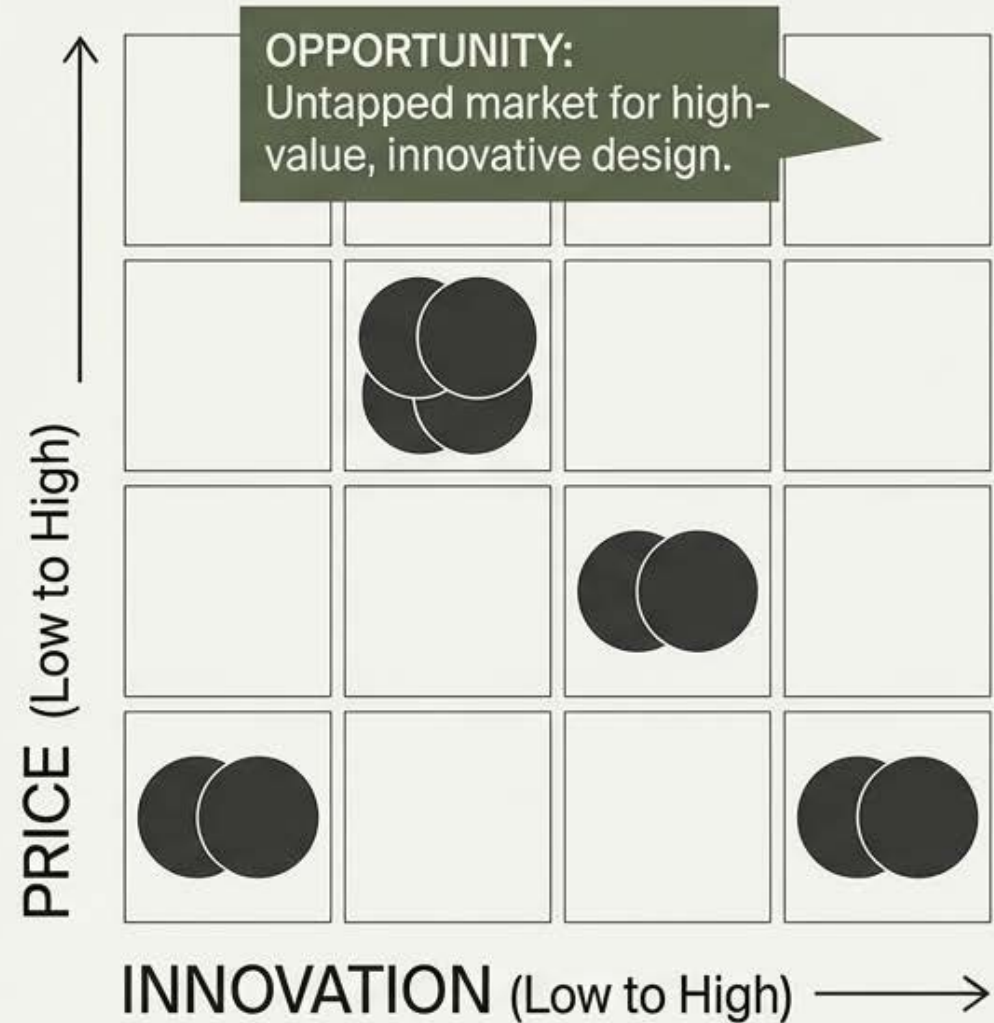 OPPORTUNITY:
Untapped market for high-
value, innovative design.
PRICE (Low to High)
INNOVATION (Low to High)